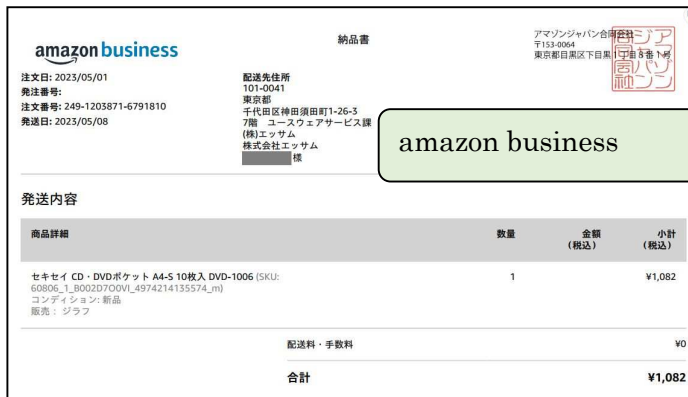 amazon business
納品書
アマゾンジャパン合同会社
〒153-0064
東京都目黒区下目黒1丁目8番1号
注文日: 2023/05/01
発注番号:
注文番号: 249-1203871-6791810
発送日: 2023/05/08
配送先住所
101-0041
東京都
千代田区神田須田町1-26-3
7階 ユースウェアサービス課
(株)エッサム
株式会社エッサム
様
amazon business
発送内容
商品詳細 数量 金額 小計
(税込) (税込)
セキセイ CD・DVDポケット A4-S 10枚入 DVD-1006 (SKU: 1 ¥1,082
60806_1_B002D7O0VI_4974214135574_m)
コンディション: 新品
販売： ジラフ
配送料・手数料 ¥0
合計 ¥1,082